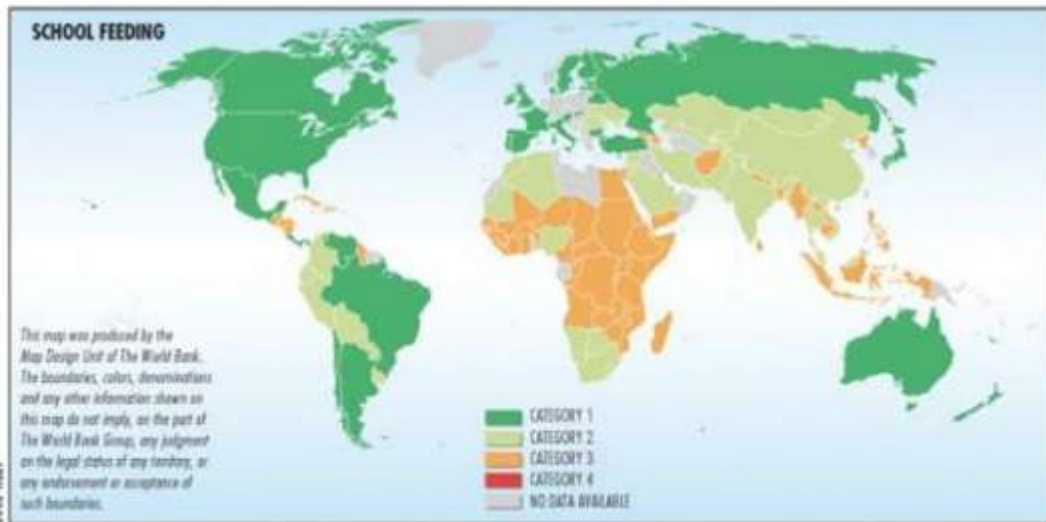 SCHOOL FEEDING
This map was produced by the
Map Design Unit of The World Bank.
The boundaries, colors, denominations
and any other information shown on
this map do not imply, on the part of
The World Bank Group, any judgment
on the legal status of any territory, or
any endorsement or acceptance of
such boundaries.
CATEGORY 1
CATEGORY 2
CATEGORY 3
CATEGORY 4
NO DATA AVAILABLE